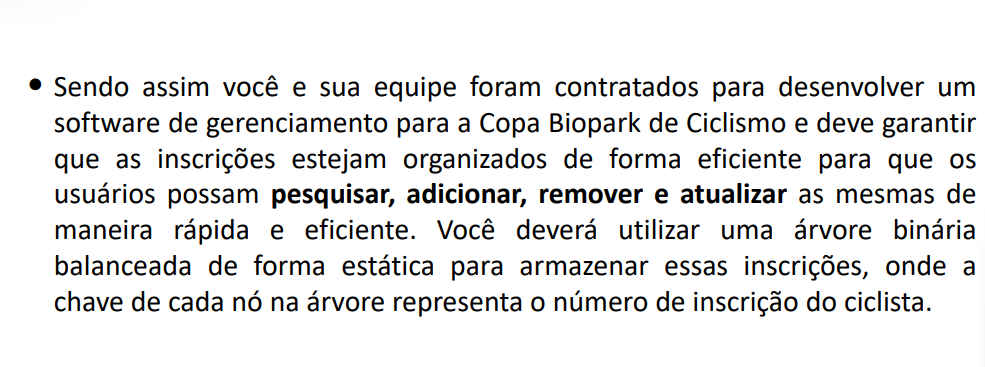 • Sendo assim você e sua equipe foram contratados para desenvolver um
software de gerenciamento para a Copa Biopark de Ciclismo e deve garantir
que as inscrições estejam organizados de forma eficiente para que os
usuários possam pesquisar, adicionar, remover e atualizar as mesmas de
maneira rápida e eficiente. Você deverá utilizar uma árvore binária
balanceada de forma estática para armazenar essas inscrições, onde a
chave de cada nó na árvore representa o número de inscrição do ciclista.